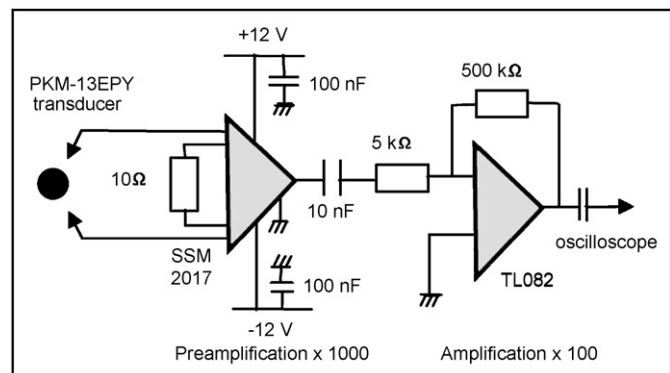 +12 V
PKM-13EPY
transducer
100 nF
500 kΩ
5 kΩ
10Ω
10 nF
SSM
2017
100 nF
-12 V
oscilloscope
TL082
Preamplification x 1000
Amplification x 100